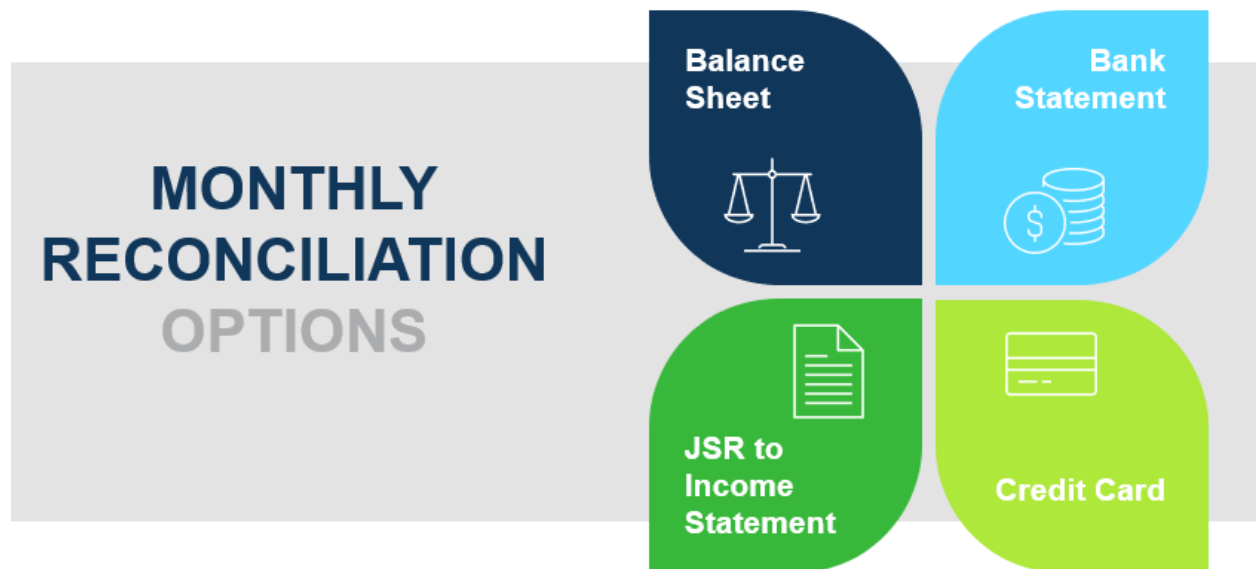 MONTHLY
RECONCILIATION
OPTIONS
Balance
Sheet
Bank
Statement
$
JSR to
Income
Statement
Credit Card